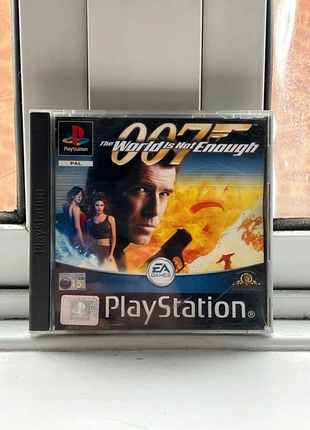 PlayStation
PAL
007
The World Is Not Enough
PlayStation
EA
GAMES
15
PlayStation®